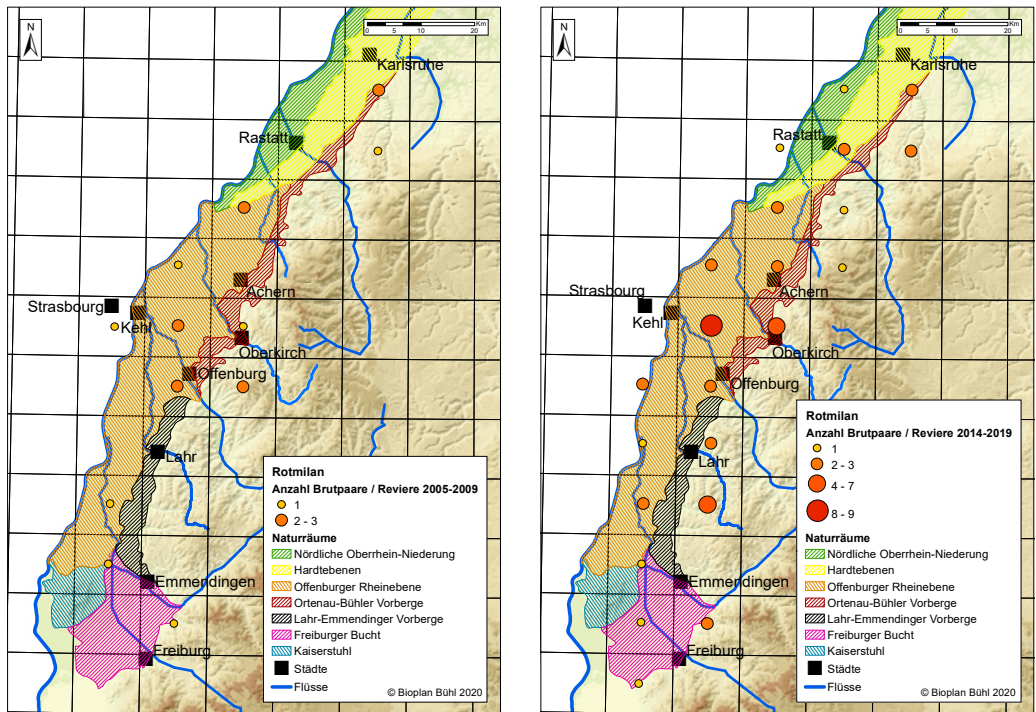 N
Km
0 5 10 20
Karlsruhe
Rastatt
Achern
Strasbourg
Kehl
Oberkirch
Offenburg
Lahr
Emmendingen
Freiburg
Rotmilan
Anzahl Brutpaare / Reviere 2005-2009
1
2 - 3
Naturräume
Nördliche Oberrhein-Niederung
Hardtebenen
Offenburger Rheinebene
Ortenau-Bühler Vorberge
Lahr-Emmendinger Vorberge
Freiburger Bucht
Kaiserstuhl
Städte
Flüsse
© Bioplan Bühl 2020
N
Km
0 5 10 20
Karlsruhe
Rastatt
Achern
Strasbourg
Kehl
Oberkirch
Offenburg
Lahr
Emmendingen
Freiburg
Rotmilan
Anzahl Brutpaare / Reviere 2014-2019
1
2 - 3
4 - 7
8 - 9
Naturräume
Nördliche Oberrhein-Niederung
Hardtebenen
Offenburger Rheinebene
Ortenau-Bühler Vorberge
Lahr-Emmendinger Vorberge
Freiburger Bucht
Kaiserstuhl
Städte
Flüsse
© Bioplan Bühl 2020